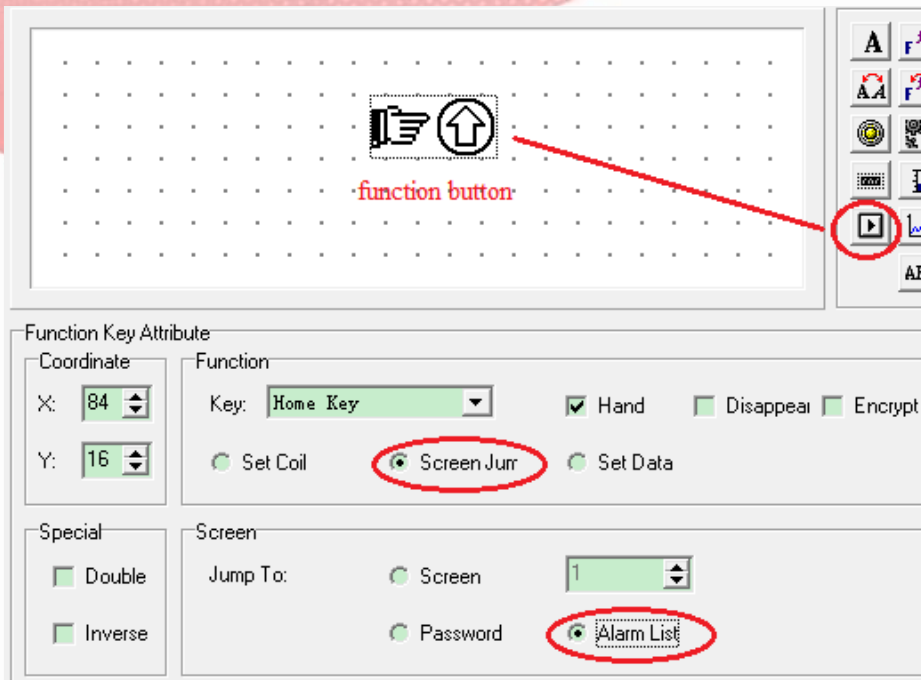 A
function button
Function Key Attribute
Coordinate
Function
X: 84
Key: Home Key
Hand
Disappear
Encrypt
Y: 16
Set Coil
Screen Jum
Set Data
Special
Screen
Double
Jump To:
Screen
1
Inverse
Password
Alarm List